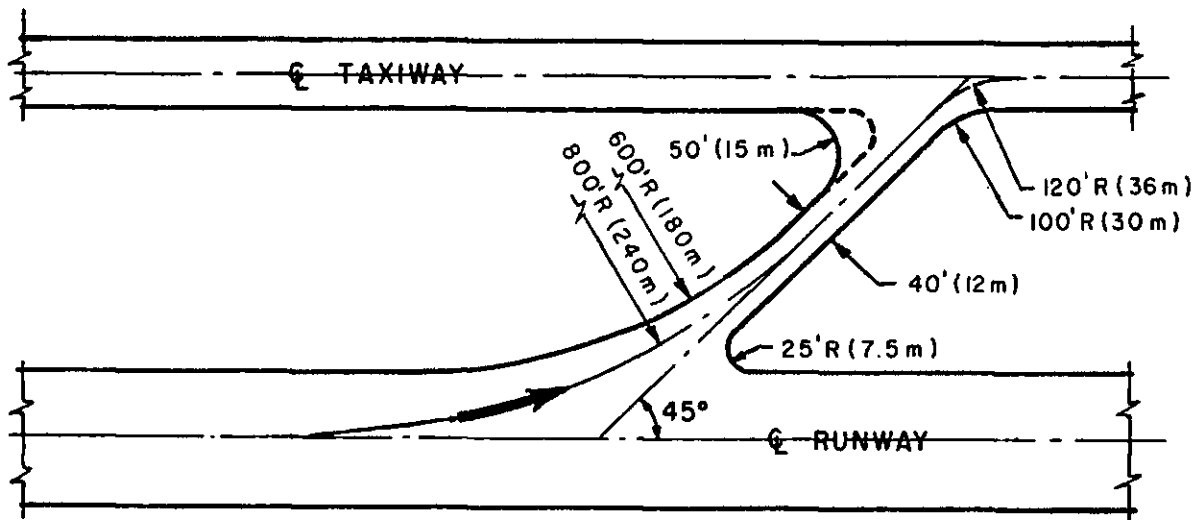 ℄ TAXIWAY
50' (15 m)
600'R (180m)
800'R (240m)
120'R (36m)
100'R (30m)
40' (12m)
25'R (7.5m)
45°
℄ RUNWAY